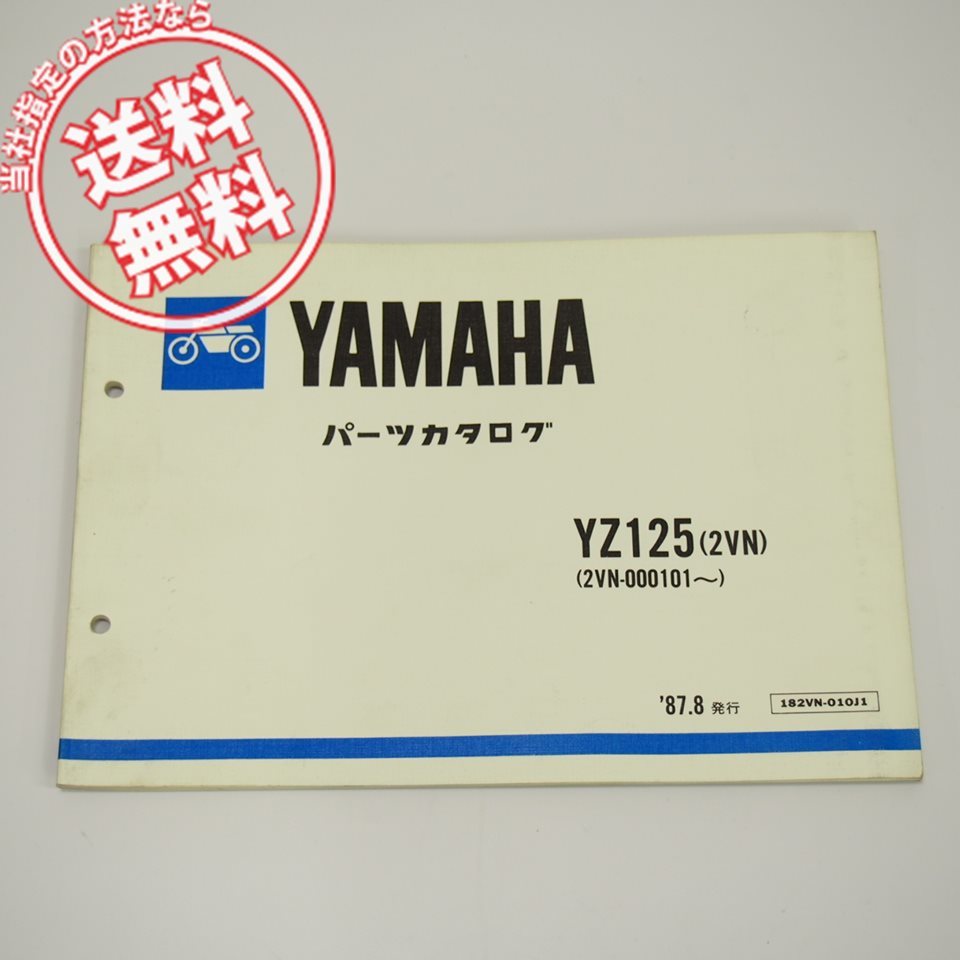 当社指定の方法なら
送料
無料
YAMAHA
パーツカタログ
YZ125(2VN)
(2VN-000101～)
'87.8 発行
182VN-010J1